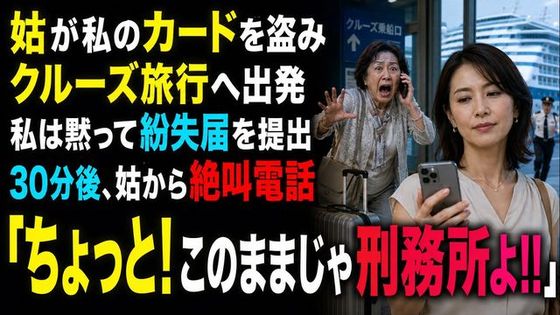 姑が私のカードを盗み
クルーズ旅行へ出発
私は黙って紛失届を提出
30分後、姑から絶叫電話
「ちょっと!このままじゃ刑務所よ!!」
クルーズ乗船口